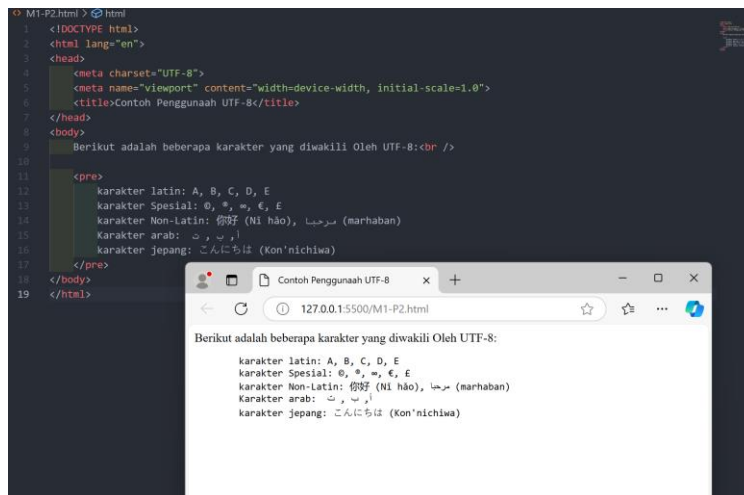 M1-P2.html > html
1 <!DOCTYPE html>
2 <html lang="en">
3 <head>
4 <meta charset="UTF-8">
5 <meta name="viewport" content="width=device-width, initial-scale=1.0">
6 <title>Contoh Penggunaah UTF-8</title>
7 </head>
8 <body>
9 Berikut adalah beberapa karakter yang diwakili Oleh UTF-8:<br />
10
11 <pre>
12 karakter latin: A, B, C, D, E
13 karakter Spesial: ©, ®, ∞, €, £
14 karakter Non-Latin: 你好 (Nǐ hǎo), مرحبا (marhaban)
15 Karakter arab: أ, ب , ت
16 karakter jepang: こんにちは (Kon'nichiwa)
17 </pre>
18 </body>
19 </html>
Contoh Penggunaah UTF-8
127.0.0.1:5500/M1-P2.html
Berikut adalah beberapa karakter yang diwakili Oleh UTF-8:
karakter latin: A, B, C, D, E
karakter Spesial: ©, ®, ∞, €, £
karakter Non-Latin: 你好 (Nǐ hǎo), مرحبا (marhaban)
Karakter arab: أ, ب , ت
karakter jepang: こんにちは (Kon'nichiwa)